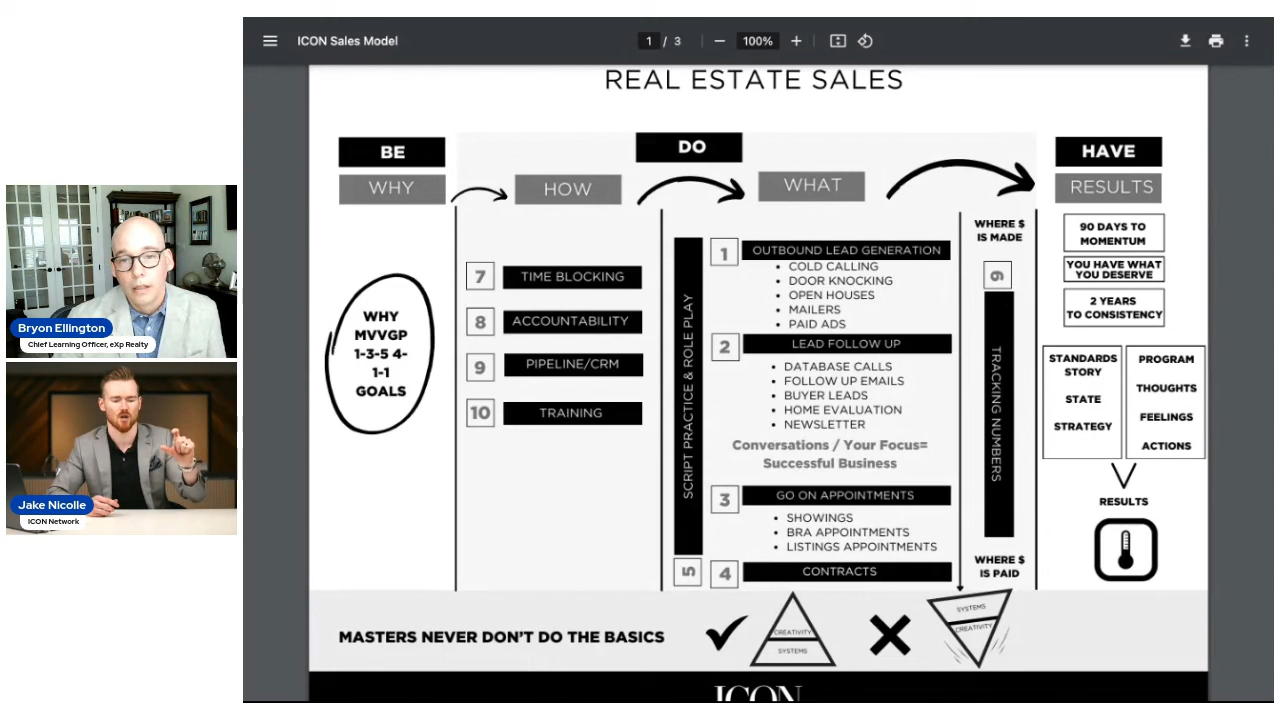 ICON Sales Model
1 / 3
100%
REAL ESTATE SALES
BE
WHY
WHY
MVVGP
1-3-5 4-
1-1
GOALS
DO
HOW
7 TIME BLOCKING
8 ACCOUNTABILITY
9 PIPELINE/CRM
10 TRAINING
WHAT
SCRIPT PRACTICE & ROLE PLAY
5
1 OUTBOUND LEAD GENERATION
• COLD CALLING
• DOOR KNOCKING
• OPEN HOUSES
• MAILERS
• PAID ADS
2 LEAD FOLLOW UP
• DATABASE CALLS
• FOLLOW UP EMAILS
• BUYER LEADS
• HOME EVALUATION
• NEWSLETTER
Conversations / Your Focus=
Successful Business
3 GO ON APPOINTMENTS
• SHOWINGS
• BRA APPOINTMENTS
• LISTINGS APPOINTMENTS
4 CONTRACTS
WHERE $
IS MADE
6
TRACKING NUMBERS
WHERE $
IS PAID
HAVE
RESULTS
90 DAYS TO
MOMENTUM
YOU HAVE WHAT
YOU DESERVE
2 YEARS
TO CONSISTENCY
STANDARDS
STORY
STATE
STRATEGY
PROGRAM
THOUGHTS
FEELINGS
ACTIONS
RESULTS
MASTERS NEVER DON'T DO THE BASICS
CREATIVITY
SYSTEMS
SYSTEMS
CREATIVITY
ICON
Bryon Ellington
Chief Learning Officer, eXp Realty
Jake Nicolle
ICON Network